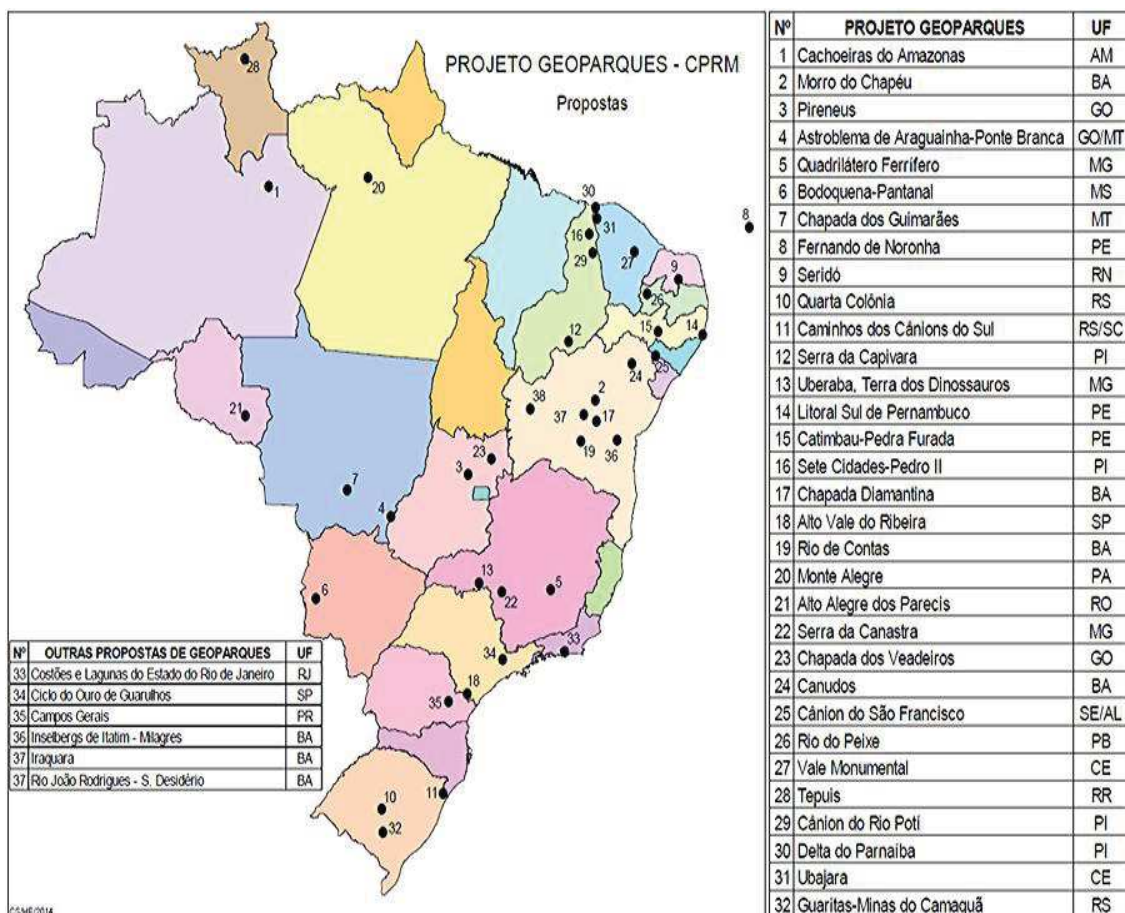 PROJETO GEOPARQUES - CPRM
Propostas
28
1
20
30
8
16
31
29
27
9
26
12
15
14
24
25
38
2
37
17
19
36
21
23
3
7
4
13
5
6
22
33
34
18
35
11
10
32
Nº PROJETO GEOPARQUES UF
1 Cachoeiras do Amazonas AM
2 Morro do Chapéu BA
3 Pireneus GO
4 Astroblema de Araguainha-Ponte Branca GO/MT
5 Quadrilátero Ferrífero MG
6 Bodoquena-Pantanal MS
7 Chapada dos Guimarães MT
8 Fernando de Noronha PE
9 Seridó RN
10 Quarta Colônia RS
11 Caminhos dos Cânions do Sul RS/SC
12 Serra da Capivara PI
13 Uberaba, Terra dos Dinossauros MG
14 Litoral Sul de Pernambuco PE
15 Catimbau-Pedra Furada PE
16 Sete Cidades-Pedro II PI
17 Chapada Diamantina BA
18 Alto Vale do Ribeira SP
19 Rio de Contas BA
20 Monte Alegre PA
21 Alto Alegre dos Parecis RO
22 Serra da Canastra MG
23 Chapada dos Veadeiros GO
24 Canudos BA
25 Cânion do São Francisco SE/AL
26 Rio do Peixe PB
27 Vale Monumental CE
28 Tepuis RR
29 Cânion do Rio Poti PI
30 Delta do Parnaíba PI
31 Ubajara CE
32 Guaritas-Minas do Camaquã RS
Nº OUTRAS PROPOSTAS DE GEOPARQUES UF
33 Costões e Lagunas do Estado do Rio de Janeiro RJ
34 Ciclo do Ouro de Guarulhos SP
35 Campos Gerais PR
36 Inselbergs de Itatim - Milagres BA
37 Iraquara BA
37 Rio João Rodrigues - S. Desidério BA